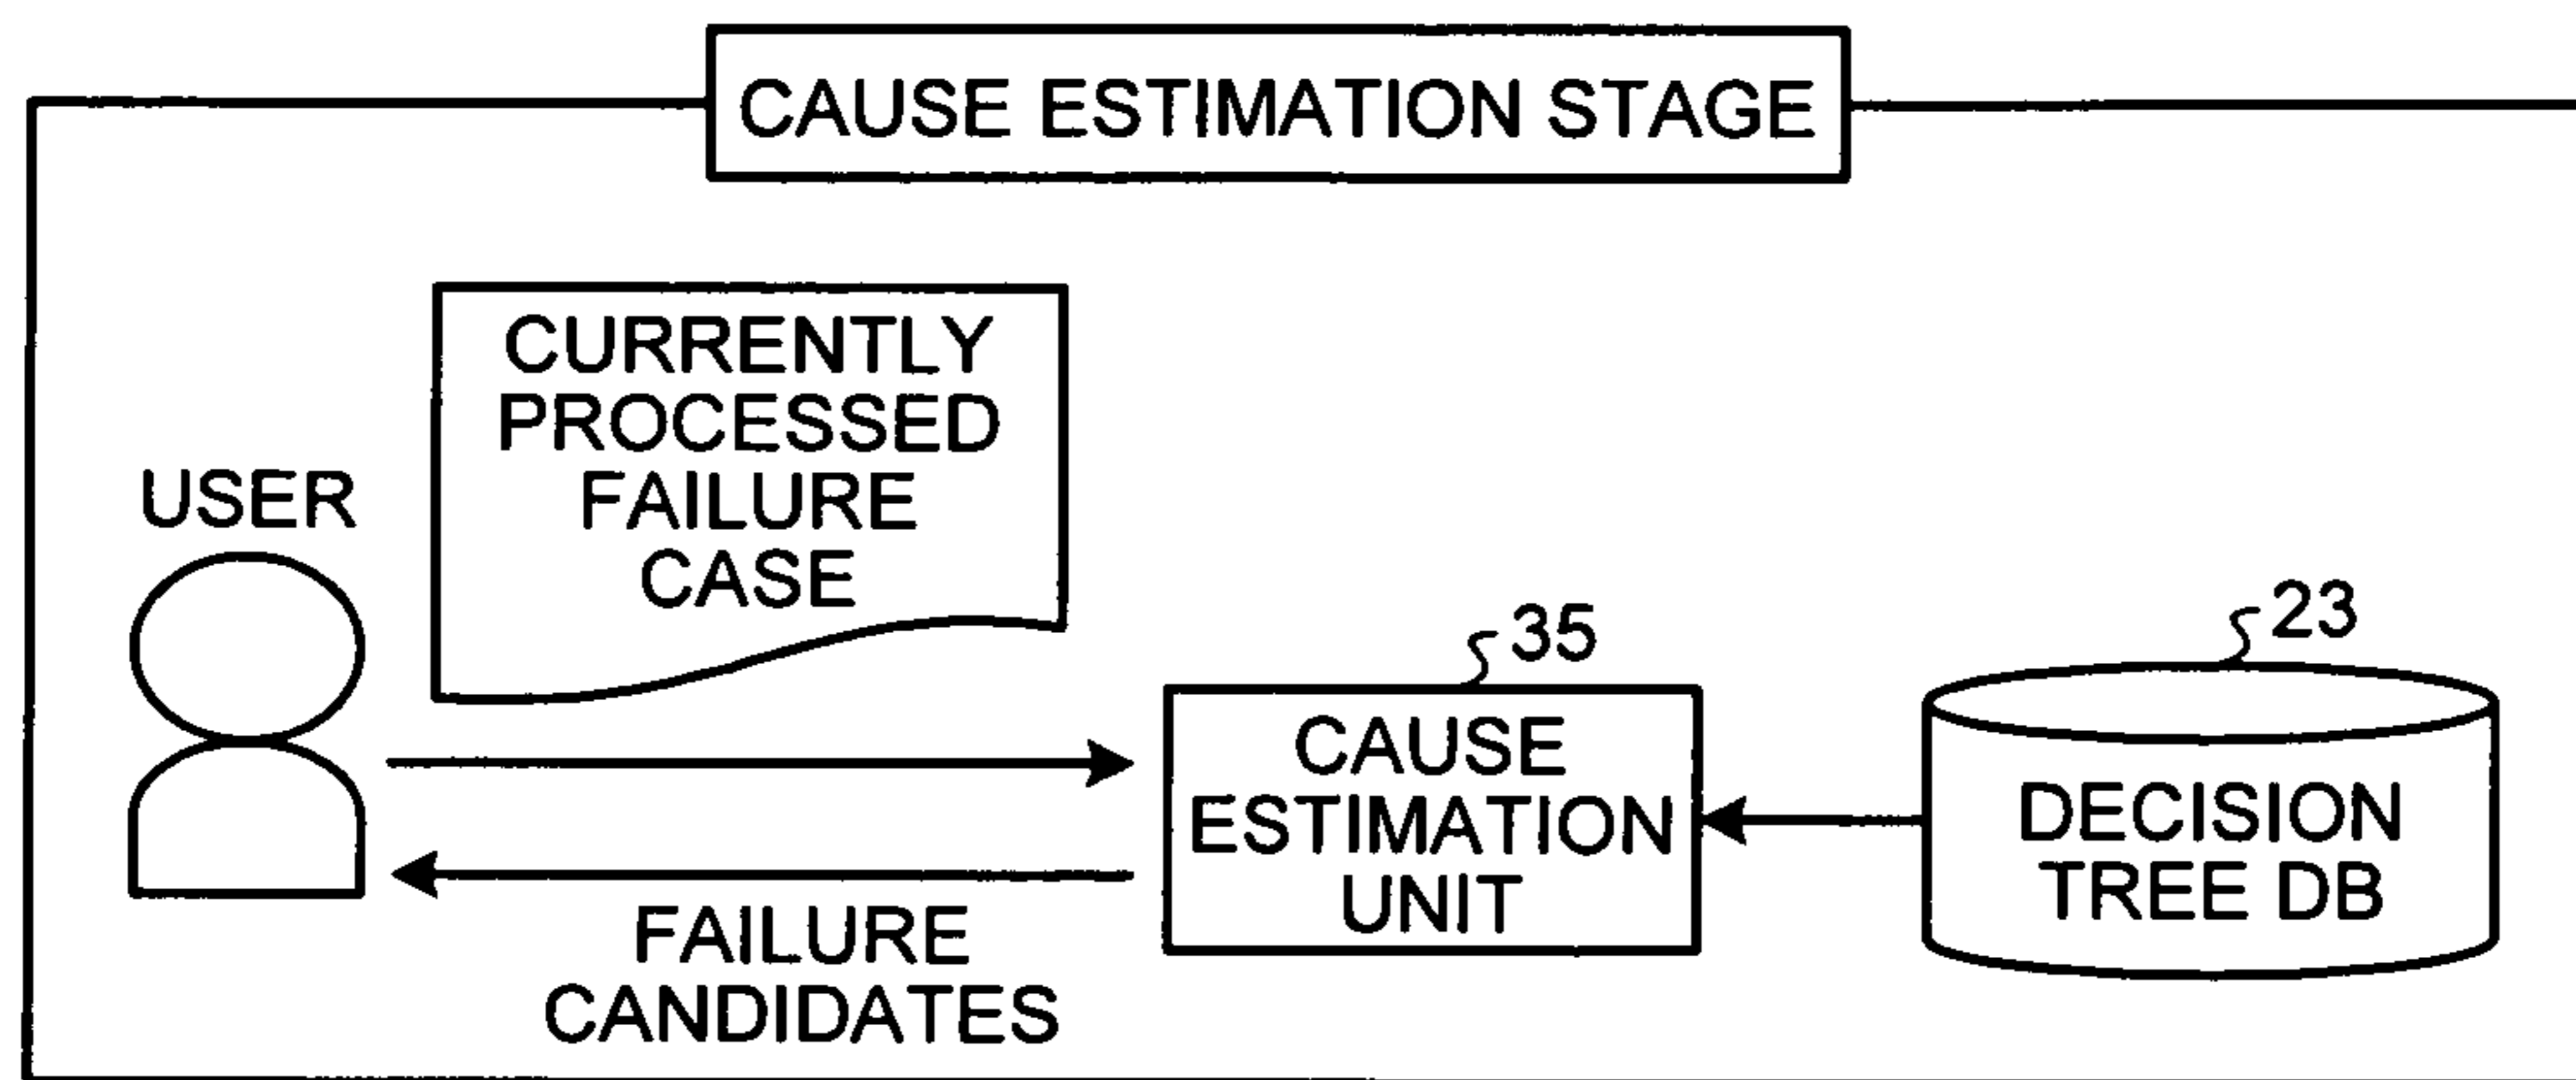 CAUSE ESTIMATION STAGE
CURRENTLY
PROCESSED
FAILURE
CASE
USER
35
23
CAUSE
ESTIMATION
UNIT
DECISION
TREE DB
FAILURE
CANDIDATES